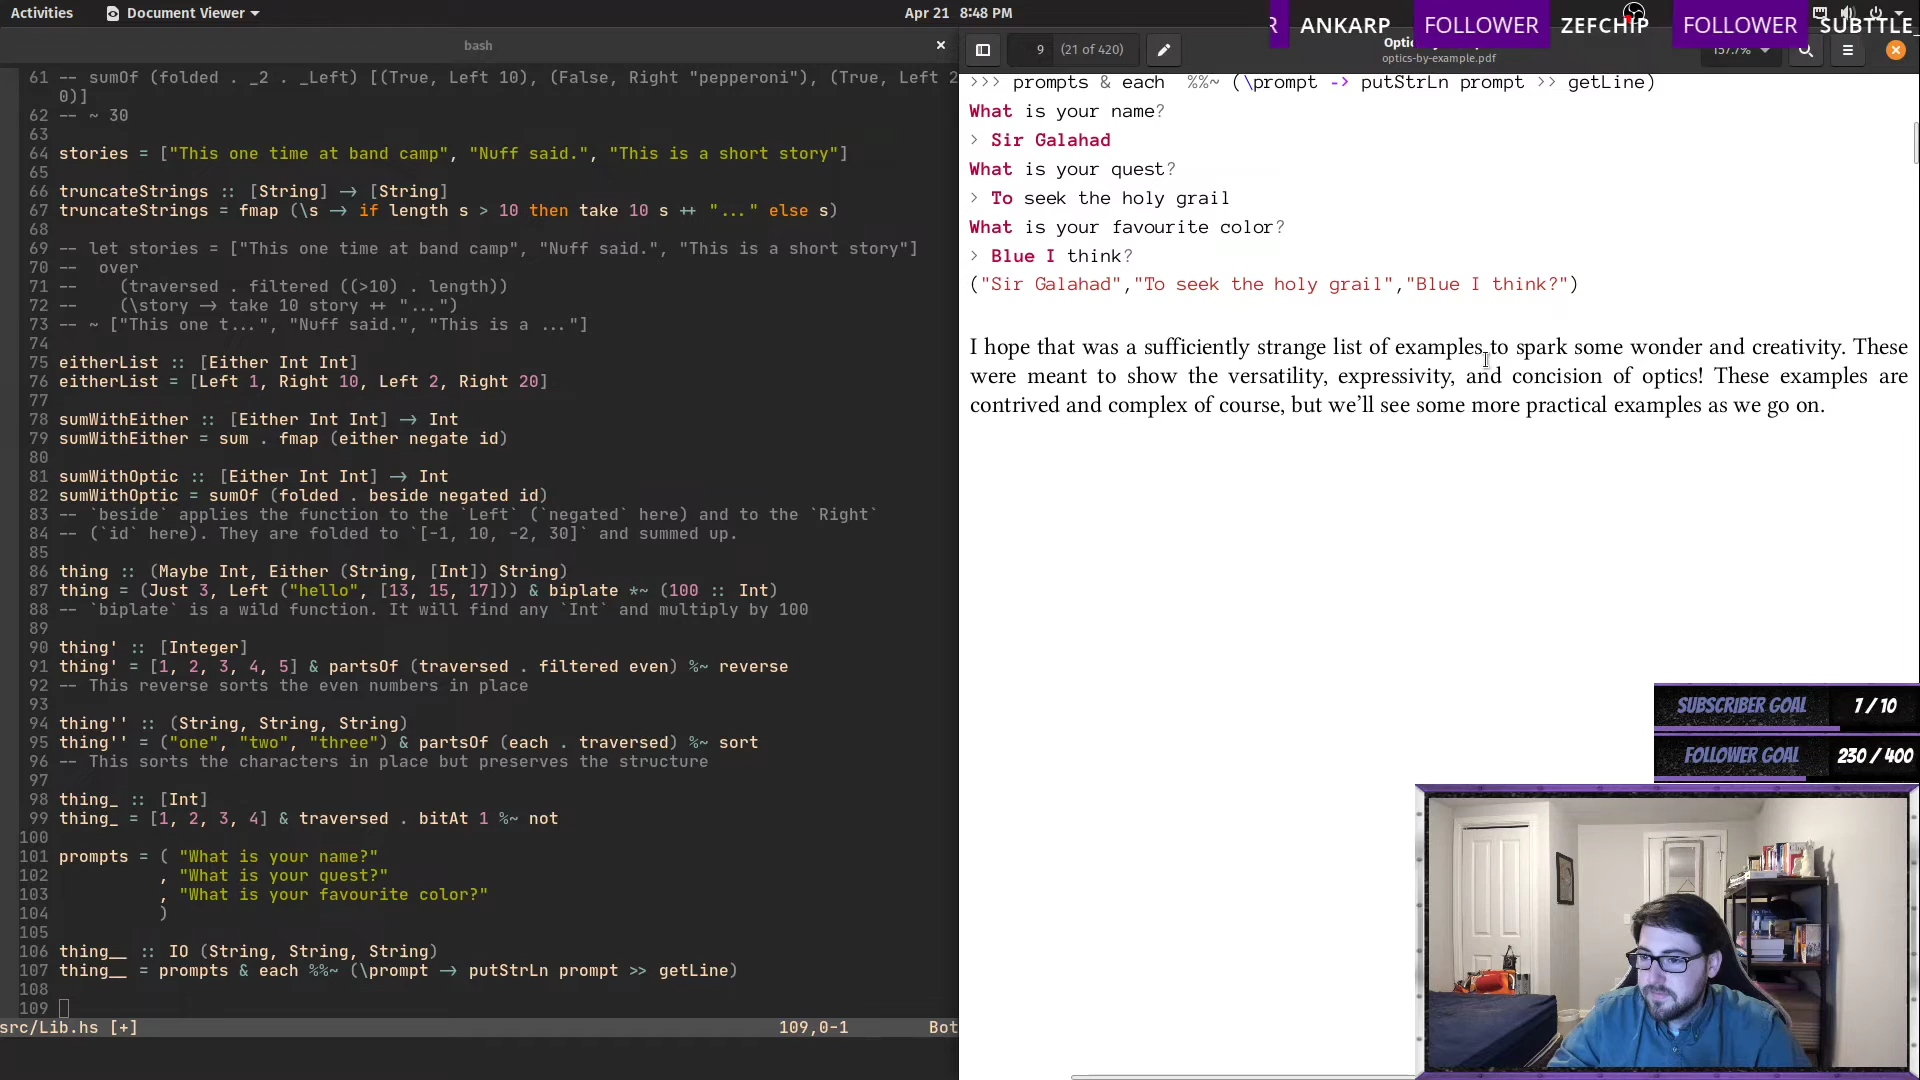 Activities
Document Viewer
Apr 21 8:48 PM
R
ANKARP
FOLLOWER
ZEFCHIP
FOLLOWER
SUBTTLE_
bash
9 (21 of 420)
optics-by-example.pdf
157.7%
61 -- sumOf (folded . _2 . _Left) [(True, Left 10), (False, Right "pepperoni"), (True, Left 2
0)]
62 -- ~ 30
63
64 stories = ["This one time at band camp", "Nuff said.", "This is a short story"]
65
66 truncateStrings :: [String] → [String]
67 truncateStrings = fmap (\s → if length s > 10 then take 10 s ++ "..." else s)
68
69 -- let stories = ["This one time at band camp", "Nuff said.", "This is a short story"]
70 -- over
71 -- (traversed . filtered ((>10) . length))
72 -- (\story → take 10 story ++ "...")
73 -- ~ ["This one t...", "Nuff said.", "This is a ..."]
74
75 eitherList :: [Either Int Int]
76 eitherList = [Left 1, Right 10, Left 2, Right 20]
77
78 sumWithEither :: [Either Int Int] → Int
79 sumWithEither = sum . fmap (either negate id)
80
81 sumWithOptic :: [Either Int Int] → Int
82 sumWithOptic = sumOf (folded . beside negated id)
83 -- `beside` applies the function to the `Left` (`negated` here) and to the `Right`
84 -- (`id` here). They are folded to `[-1, 10, -2, 30]` and summed up.
85
86 thing :: (Maybe Int, Either (String, [Int]) String)
87 thing = (Just 3, Left ("hello", [13, 15, 17])) & biplate *~ (100 :: Int)
88 -- `biplate` is a wild function. It will find any `Int` and multiply by 100
89
90 thing' :: [Integer]
91 thing' = [1, 2, 3, 4, 5] & partsOf (traversed . filtered even) %~ reverse
92 -- This reverse sorts the even numbers in place
93
94 thing'' :: (String, String, String)
95 thing'' = ("one", "two", "three") & partsOf (each . traversed) %~ sort
96 -- This sorts the characters in place but preserves the structure
97
98 thing_ :: [Int]
99 thing_ = [1, 2, 3, 4] & traversed . bitAt 1 %~ not
100
101 prompts = ( "What is your name?"
102 , "What is your quest?"
103 , "What is your favourite color?"
104 )
105
106 thing__ :: IO (String, String, String)
107 thing__ = prompts & each %%~ (\prompt → putStrLn prompt >> getLine)
108
109
src/Lib.hs [+] 109,0-1 Bot
>>> prompts & each %%~ (\prompt -> putStrLn prompt >> getLine)
What is your name?
> Sir Galahad
What is your quest?
> To seek the holy grail
What is your favourite color?
> Blue I think?
("Sir Galahad","To seek the holy grail","Blue I think?")
I hope that was a sufficiently strange list of examples to spark some wonder and creativity. These
were meant to show the versatility, expressivity, and concision of optics! These examples are
contrived and complex of course, but we'll see some more practical examples as we go on.
SUBSCRIBER GOAL 7 / 10
FOLLOWER GOAL 230 / 400